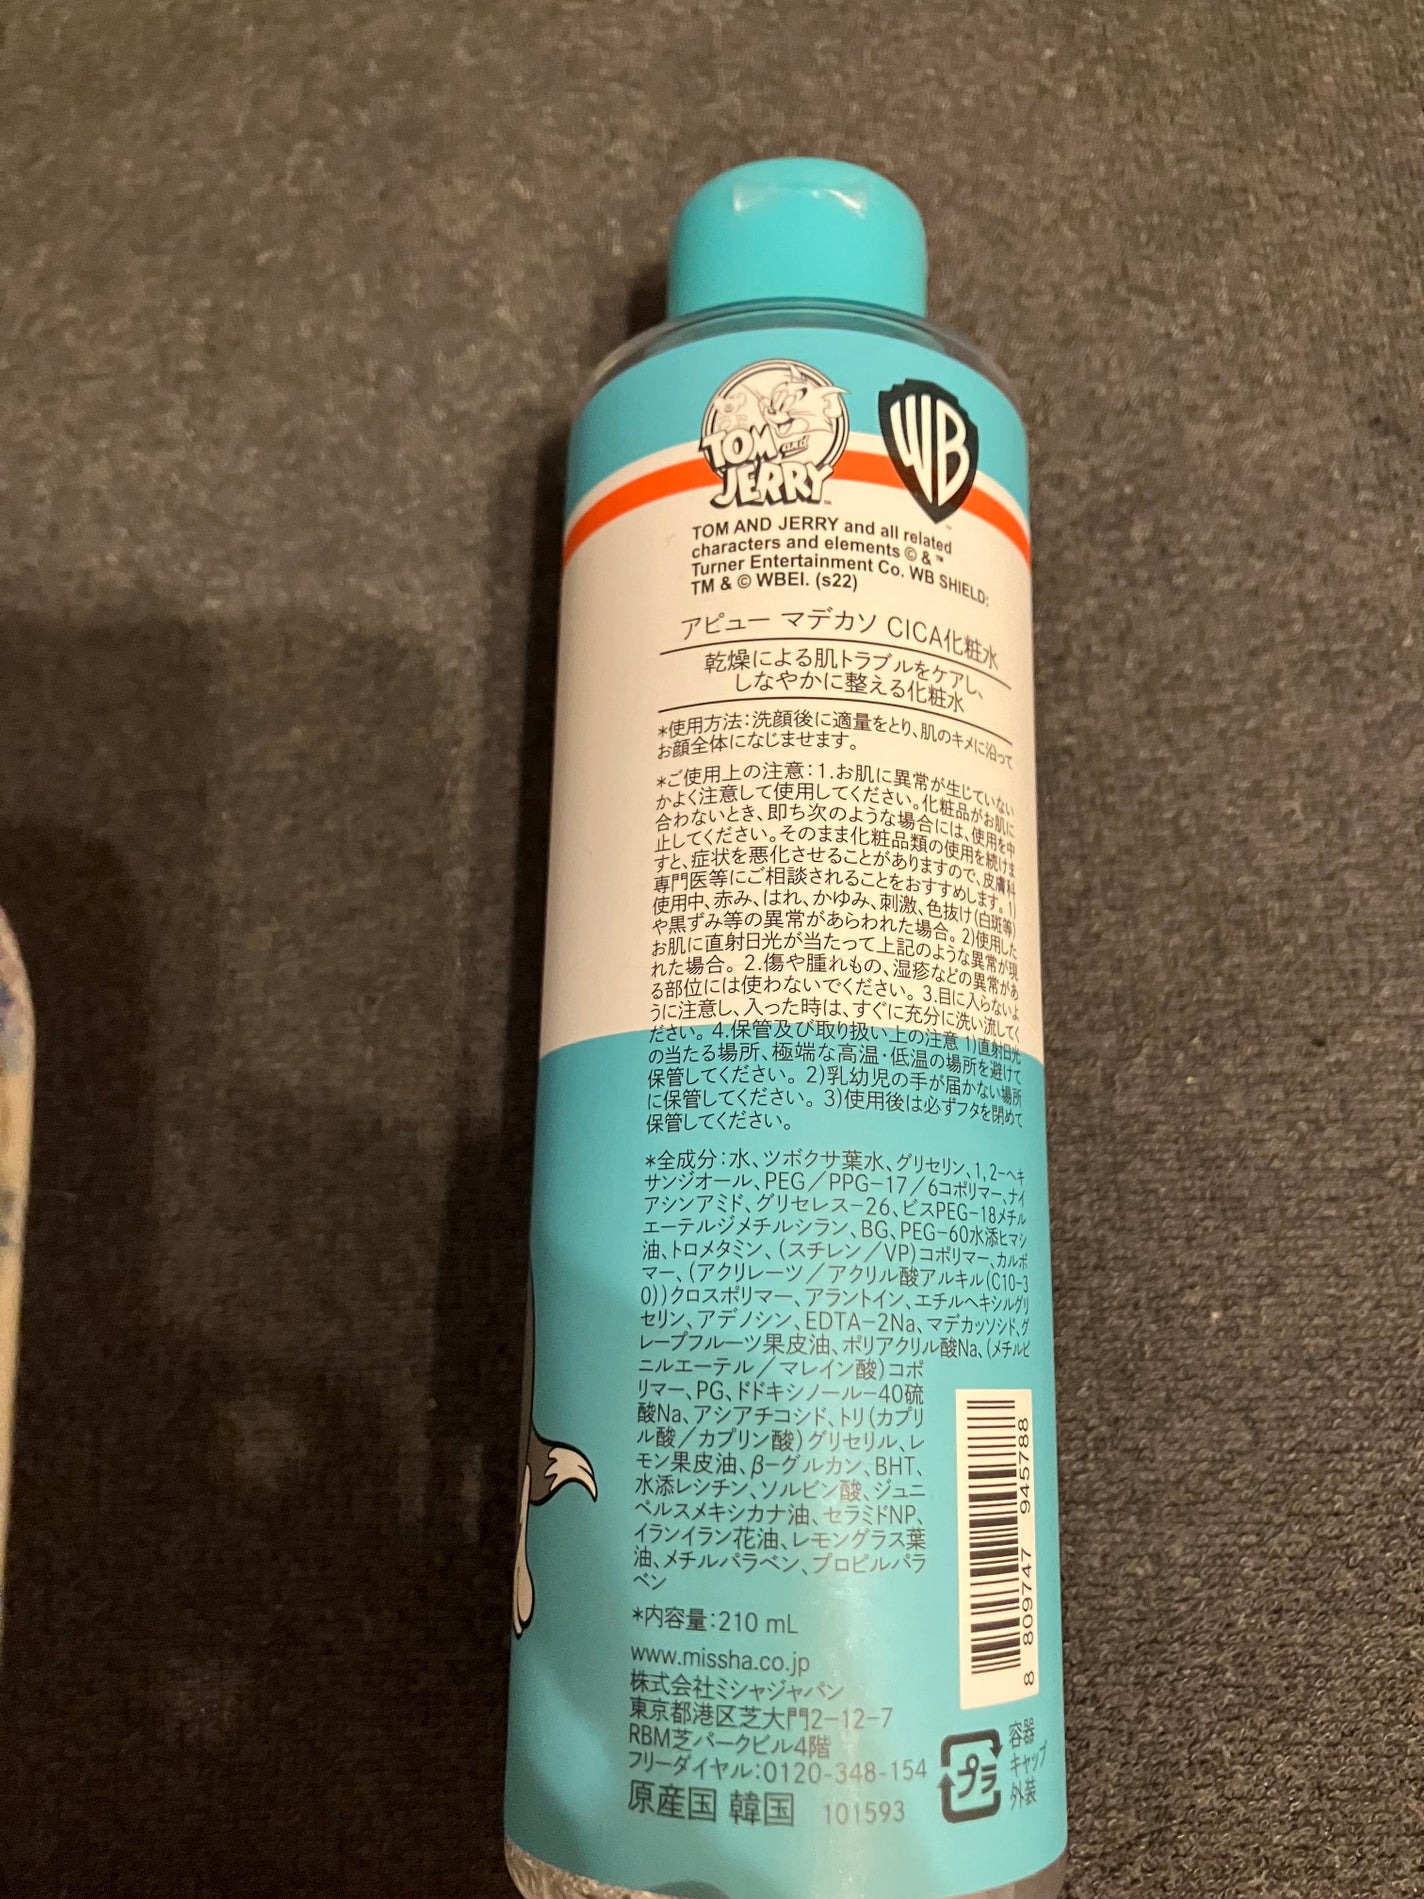 TOM and
JERRY
WB
TOM AND JERRY and all related
characters and elements © & ™
Turner Entertainment Co. WB SHIELD:
TM & © WBEI. (s22)
アピュー マデカソ CICA化粧水
乾燥による肌トラブルをケアし、
しなやかに整える化粧水
*使用方法:洗顔後に適量をとり、肌のキメに沿って
お顔全体になじませます。
*ご使用上の注意:1.お肌に異常が生じていない
かよく注意して使用してください。化粧品がお肌に
合わないとき、即ち次のような場合には、使用を中
止してください。そのまま化粧品類の使用を続けま
すと、症状を悪化させることがありますので、皮膚科
専門医等にご相談されることをおすすめします。1)
使用中、赤み、はれ、かゆみ、刺激、色抜け(白斑等)
や黒ずみ等の異常があらわれた場合。2)使用した
お肌に直射日光が当たって上記のような異常が現
れた場合。2.傷や腫れもの、湿疹などの異常があ
る部位には使わないでください。3.目に入らないよ
うに注意し、入った時は、すぐに充分に洗い流してく
ださい。4.保管及び取り扱い上の注意 1)直射日光
の当たる場所、極端な高温・低温の場所を避けて
保管してください。2)乳幼児の手が届かない場所
に保管してください。3)使用後は必ずフタを閉めて
保管してください。
*全成分:水、ツボクサ葉水、グリセリン、1,2-ヘキ
サンジオール、PEG/PPG-17/6コポリマー、ナイ
アシンアミド、グリセレス-26、ビスPEG-18メチル
エーテルジメチルシラン、BG、PEG-60水添ヒマシ
油、トロメタミン、(スチレン/VP)コポリマー、カルボ
マー、(アクリレーツ/アクリル酸アルキル(C10-3
0))クロスポリマー、アラントイン、エチルヘキシルグリ
セリン、アデノシン、EDTA-2Na、マデカッソシド、グ
レープフルーツ果皮油、ポリアクリル酸Na、(メチルビ
ニルエーテル/マレイン酸)コポ
リマー、PG、ドドキシノール-40硫
酸Na、アシアチコシド、トリ(カプリ
ル酸/カプリン酸)グリセリル、レ
モン果皮油、β-グルカン、BHT、
水添レシチン、ソルビン酸、ジュニ
ペルスメキシカナ油、セラミドNP、
イランイラン花油、レモングラス葉
油、メチルパラベン、プロピルパラ
ベン
*内容量:210 mL
www.missha.co.jp
株式会社ミシャジャパン
東京都港区芝大門2-12-7
RBM芝パークビル4階
フリーダイヤル:0120-348-154
原産国 韓国 101593
8 809747 945788
プラ
容器
キャップ
外装